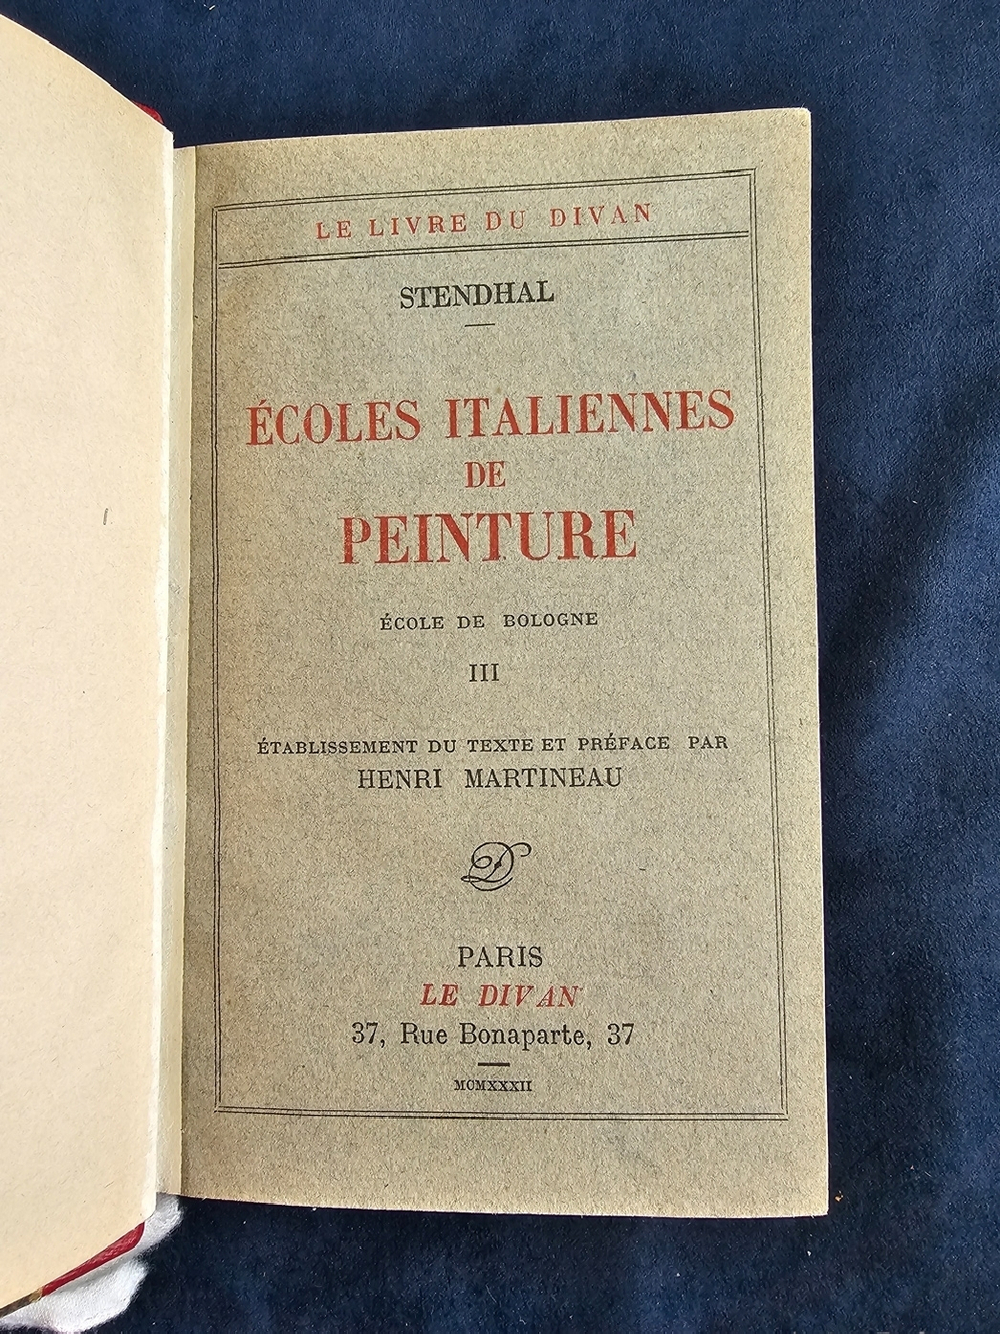 LE LIVRE DU DIVAN
STENDHAL
ÉCOLES ITALIENNES
DE
PEINTURE
ÉCOLE DE BOLOGNE
III
ÉTABLISSEMENT DU TEXTE ET PRÉFACE PAR
HENRI MARTINEAU
D
PARIS
LE DIVAN
37, Rue Bonaparte, 37
MCMXXXII